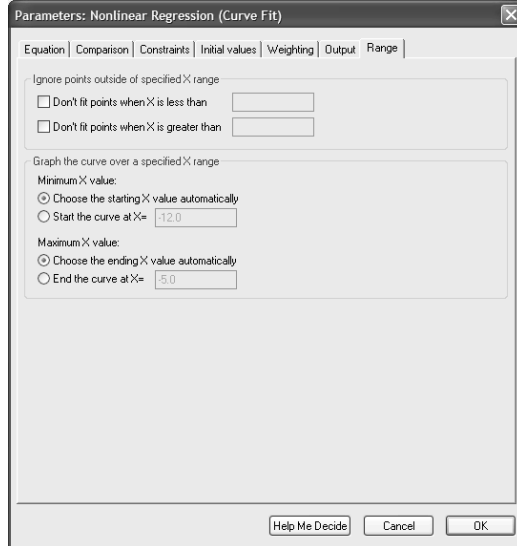 Parameters: Nonlinear Regression (Curve Fit)
Equation Comparison Constraints Initial values Weighting Output Range
Ignore points outside of specified X range
Don't fit points when X is less than
Don't fit points when X is greater than
Graph the curve over a specified X range
Minimum X value:
Choose the starting X value automatically
Start the curve at X= -12.0
Maximum X value:
Choose the ending X value automatically
End the curve at X= -5.0
Help Me Decide Cancel OK